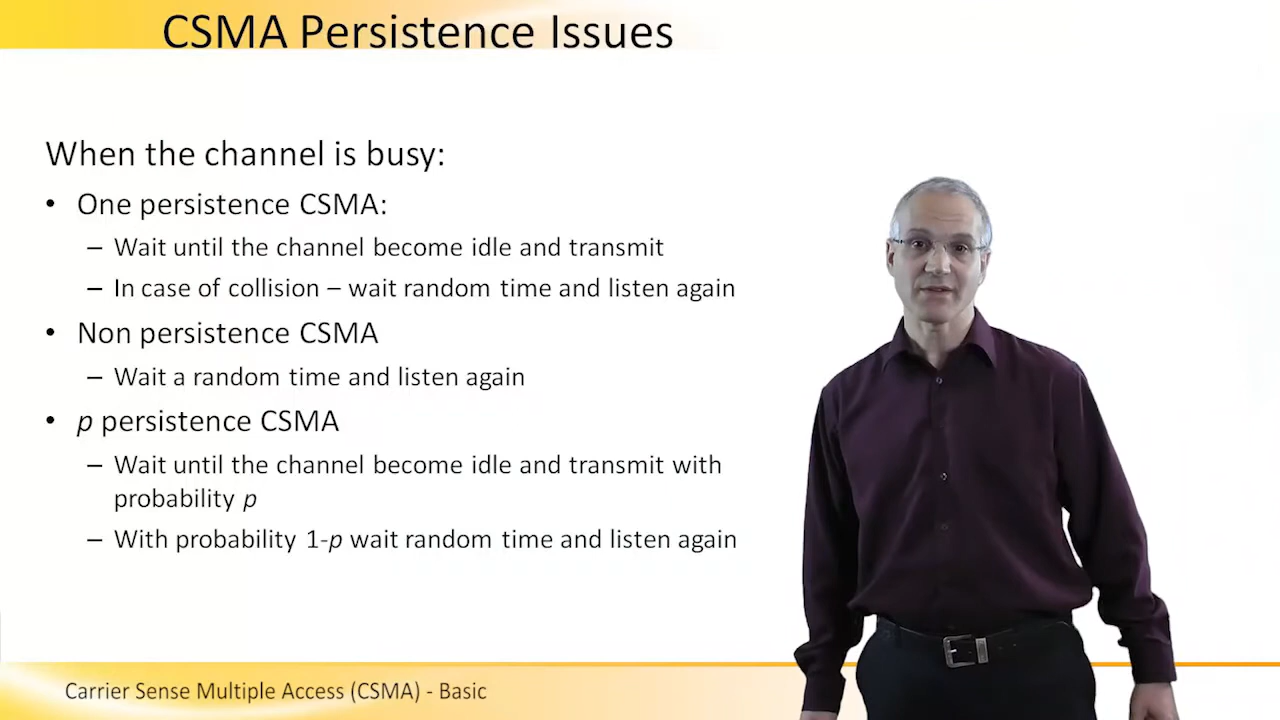 CSMA Persistence Issues
When the channel is busy:
• One persistence CSMA:
– Wait until the channel become idle and transmit
– In case of collision – wait random time and listen again
• Non persistence CSMA
– Wait a random time and listen again
• p persistence CSMA
– Wait until the channel become idle and transmit with
probability p
– With probability 1-p wait random time and listen again
Carrier Sense Multiple Access (CSMA) - Basic